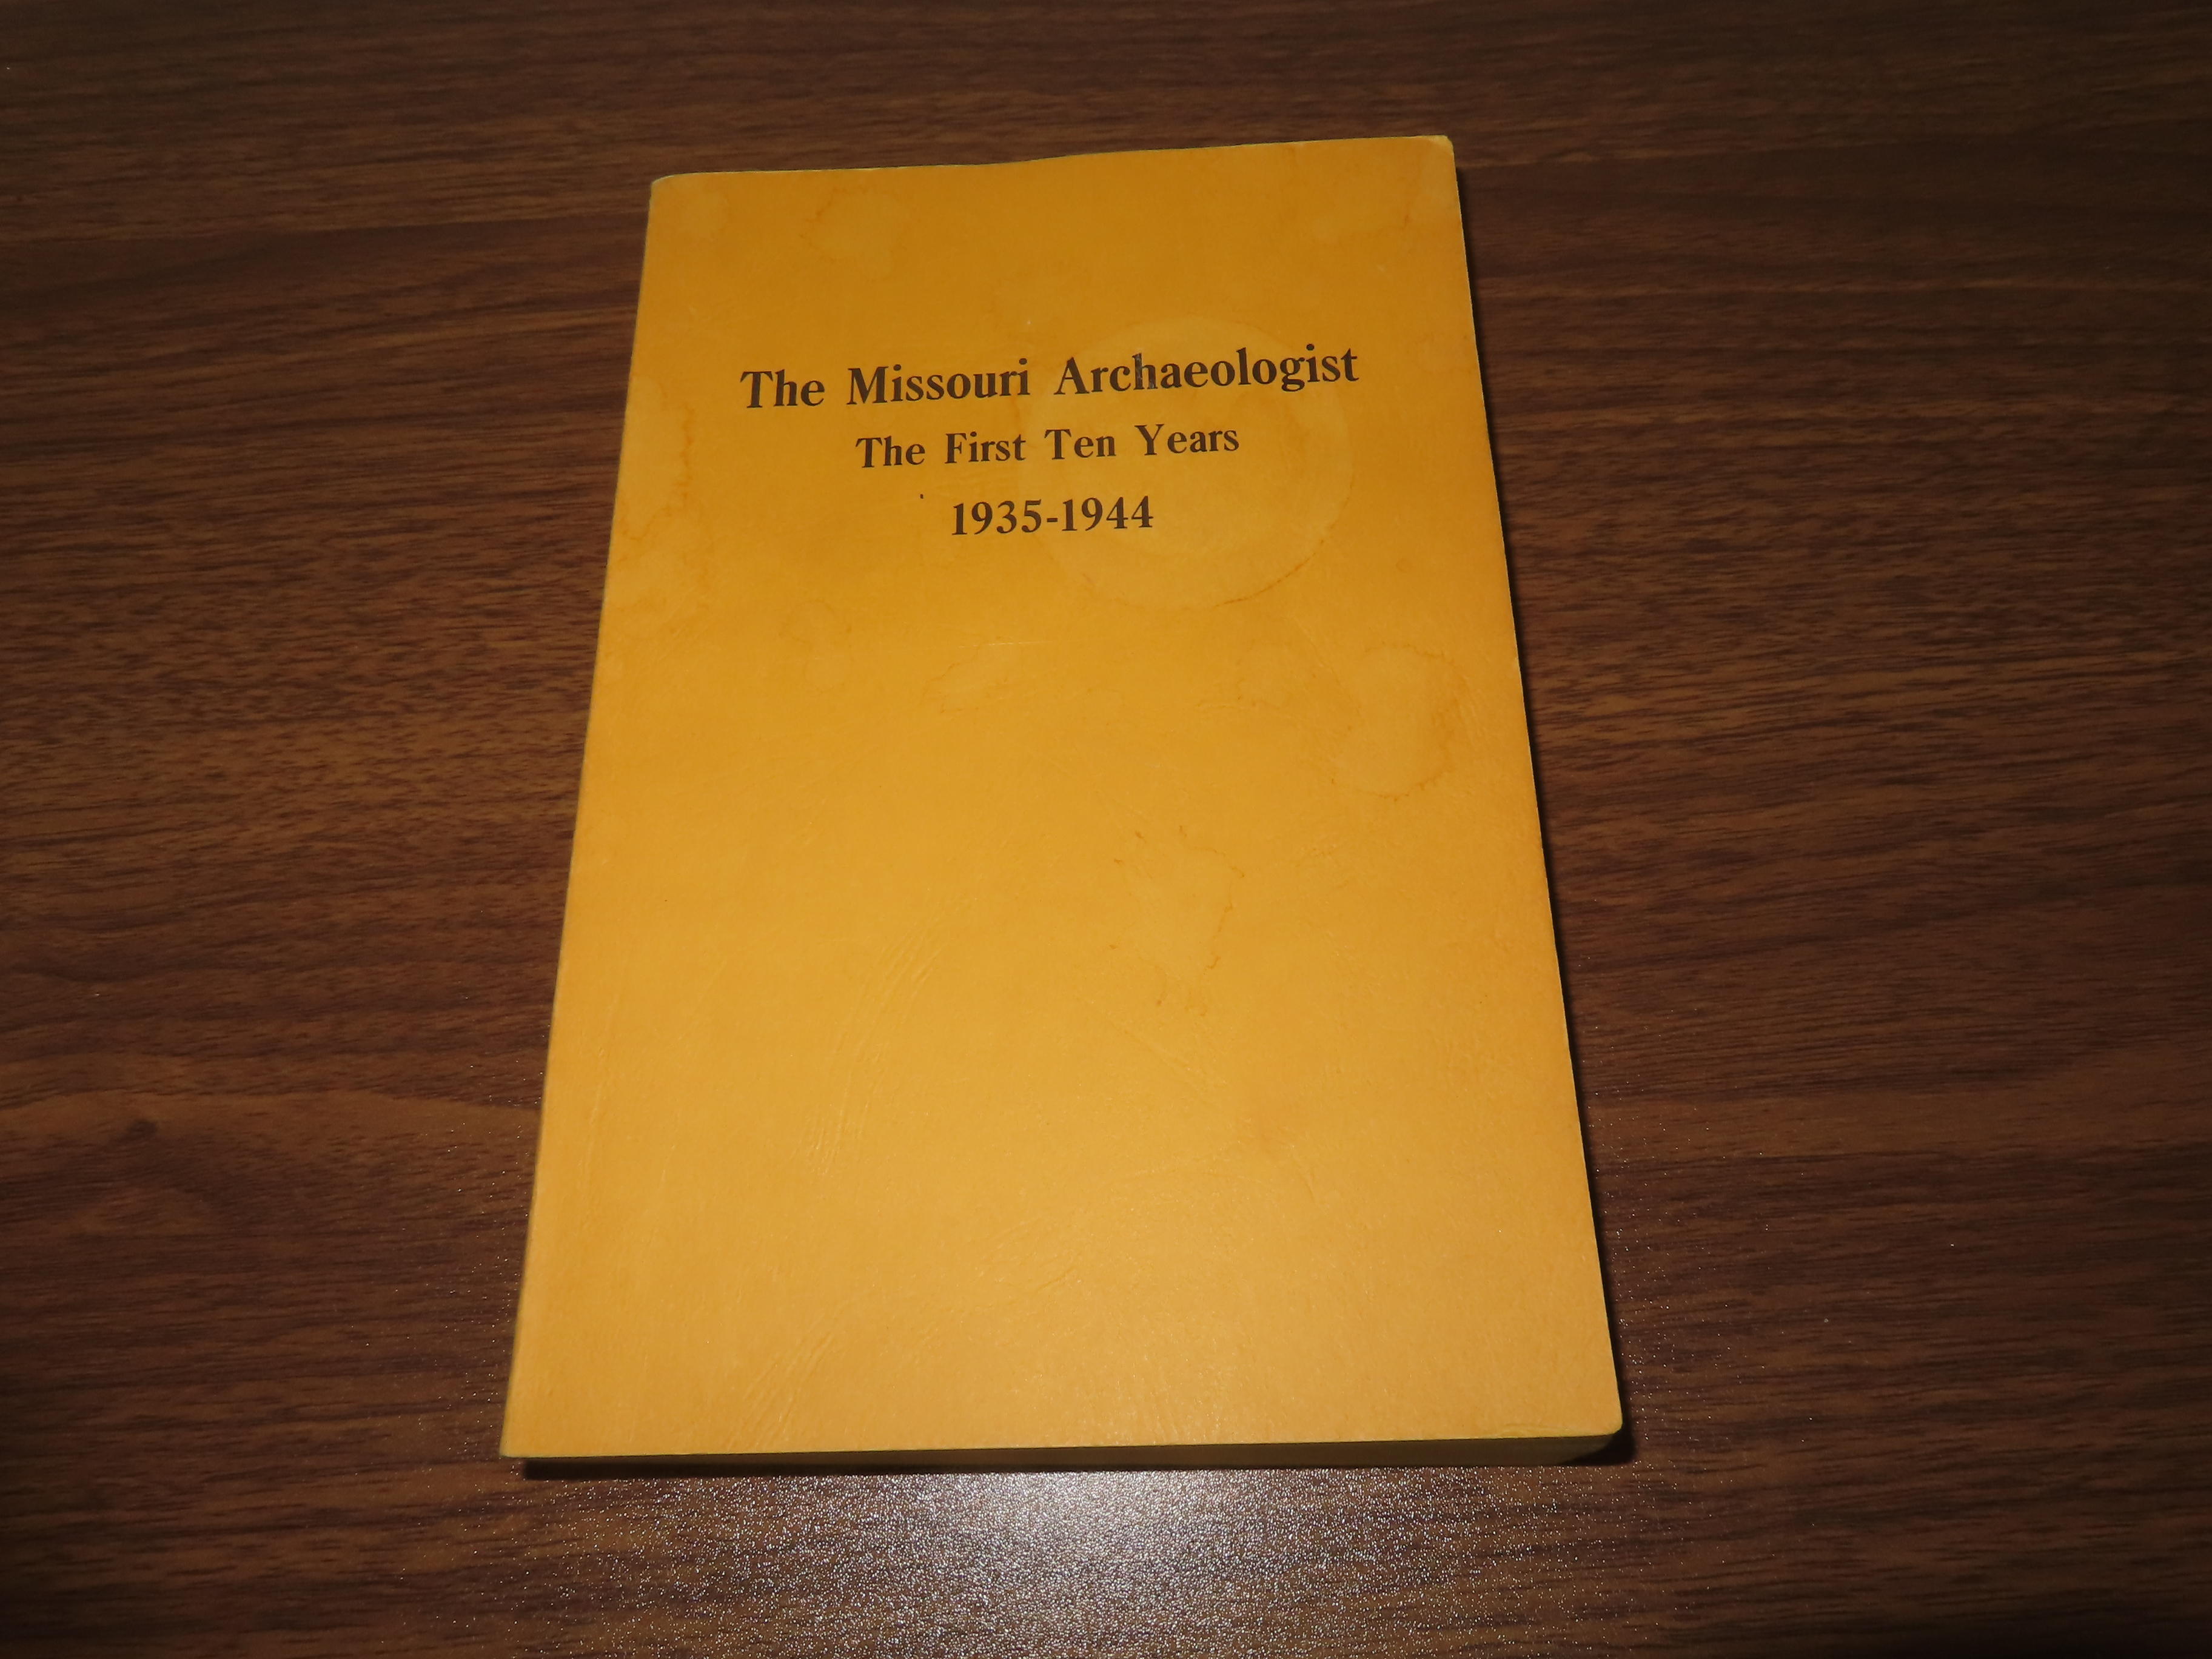 The Missouri Archaeologist
The First Ten Years
1935-1944